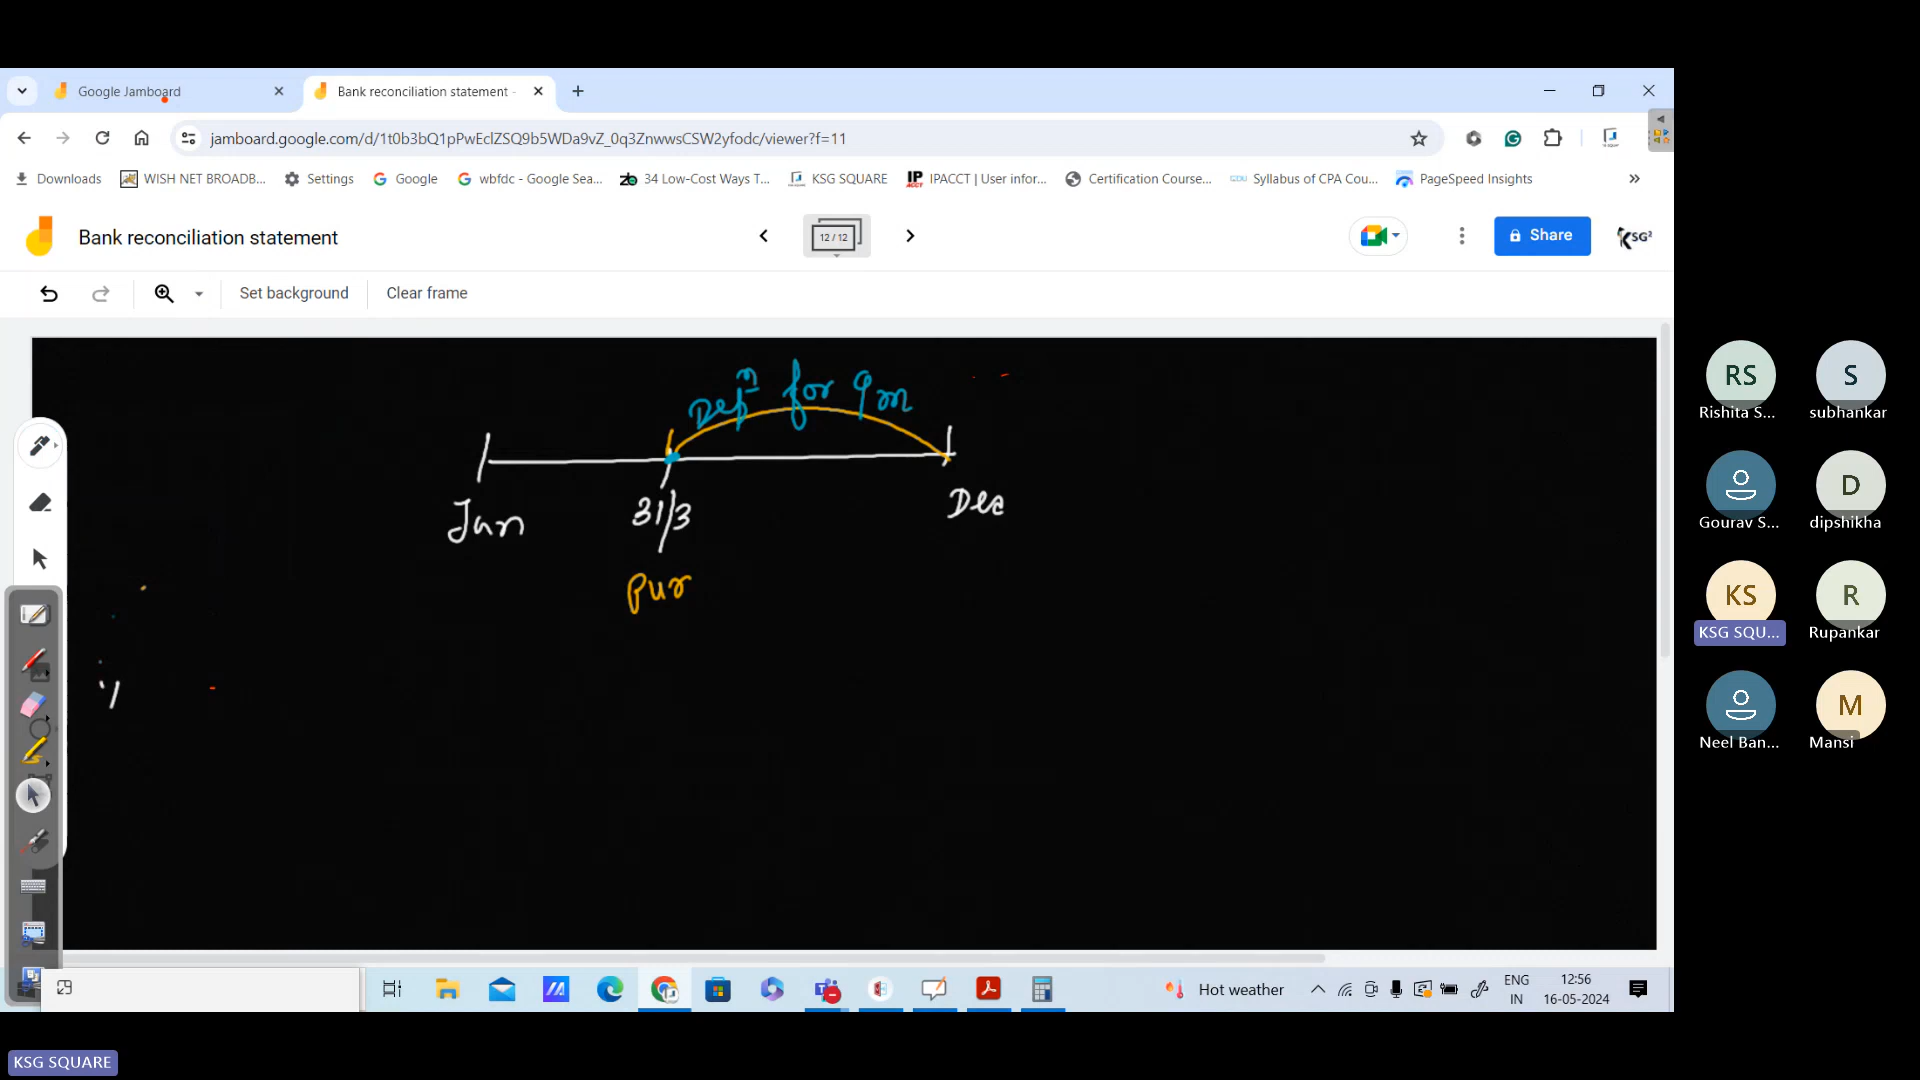 Google Jamboard
Bank reconciliation statement -
jamboard.google.com/d/1t0b3bQ1pPwEclZSQ9b5WDa9vZ_0q3ZnwwsCSW2yfodc/viewer?f=11
Downloads
WISH NET BROADB...
Settings
Google
wbfdc - Google Sea...
34 Low-Cost Ways T...
KSG SQUARE
IPACCT | User infor...
Certification Course...
Syllabus of CPA Cou...
PageSpeed Insights
Bank reconciliation statement
12 / 12
Share
KSG²
Set background
Clear frame
Depⁿ for 9m
Jan
31/3
Dec
Pur
RS
Rishita S...
S
subhankar
Gourav S...
D
dipshikha
KS
KSG SQU...
R
Rupankar
Neel Ban...
M
Mansi
Hot weather
ENG
IN
12:56
16-05-2024
KSG SQUARE